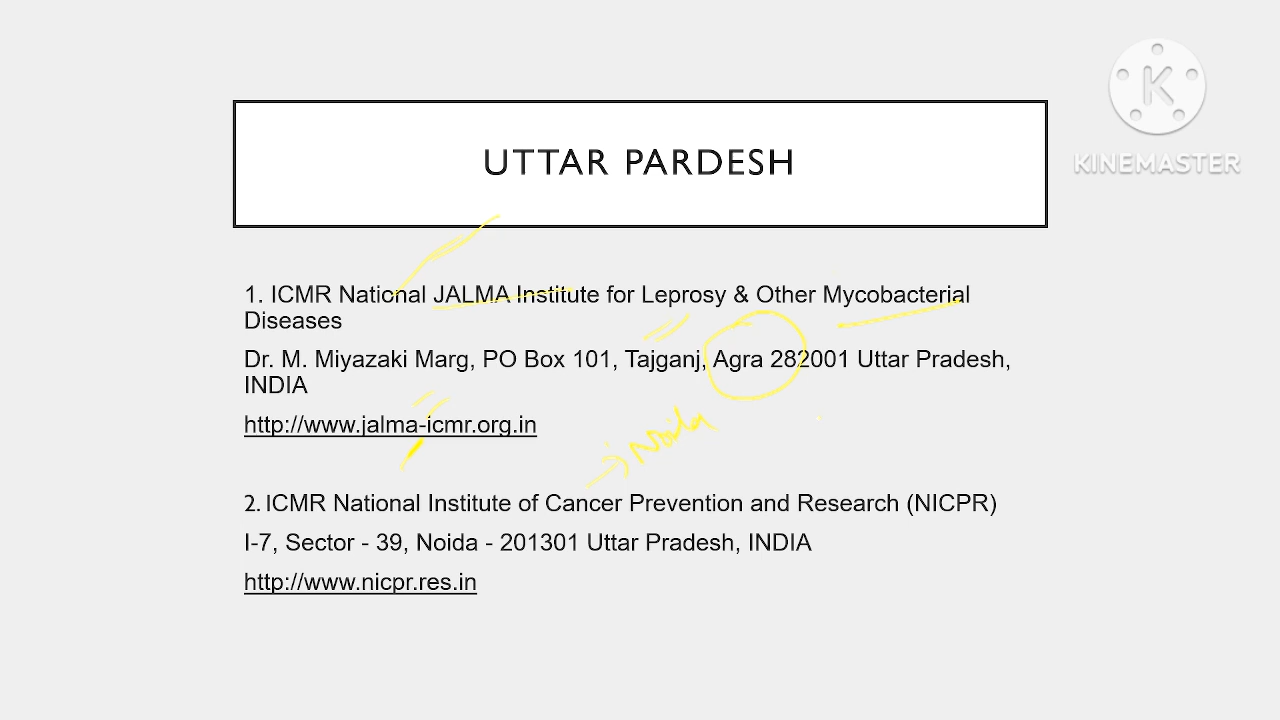 UTTAR PARDESH
K
KINEMASTER
1. ICMR National JALMA Institute for Leprosy & Other Mycobacterial
Diseases
Dr. M. Miyazaki Marg, PO Box 101, Tajganj, Agra 282001 Uttar Pradesh,
INDIA
http://www.jalma-icmr.org.in
Noida
2. ICMR National Institute of Cancer Prevention and Research (NICPR)
I-7, Sector - 39, Noida - 201301 Uttar Pradesh, INDIA
http://www.nicpr.res.in